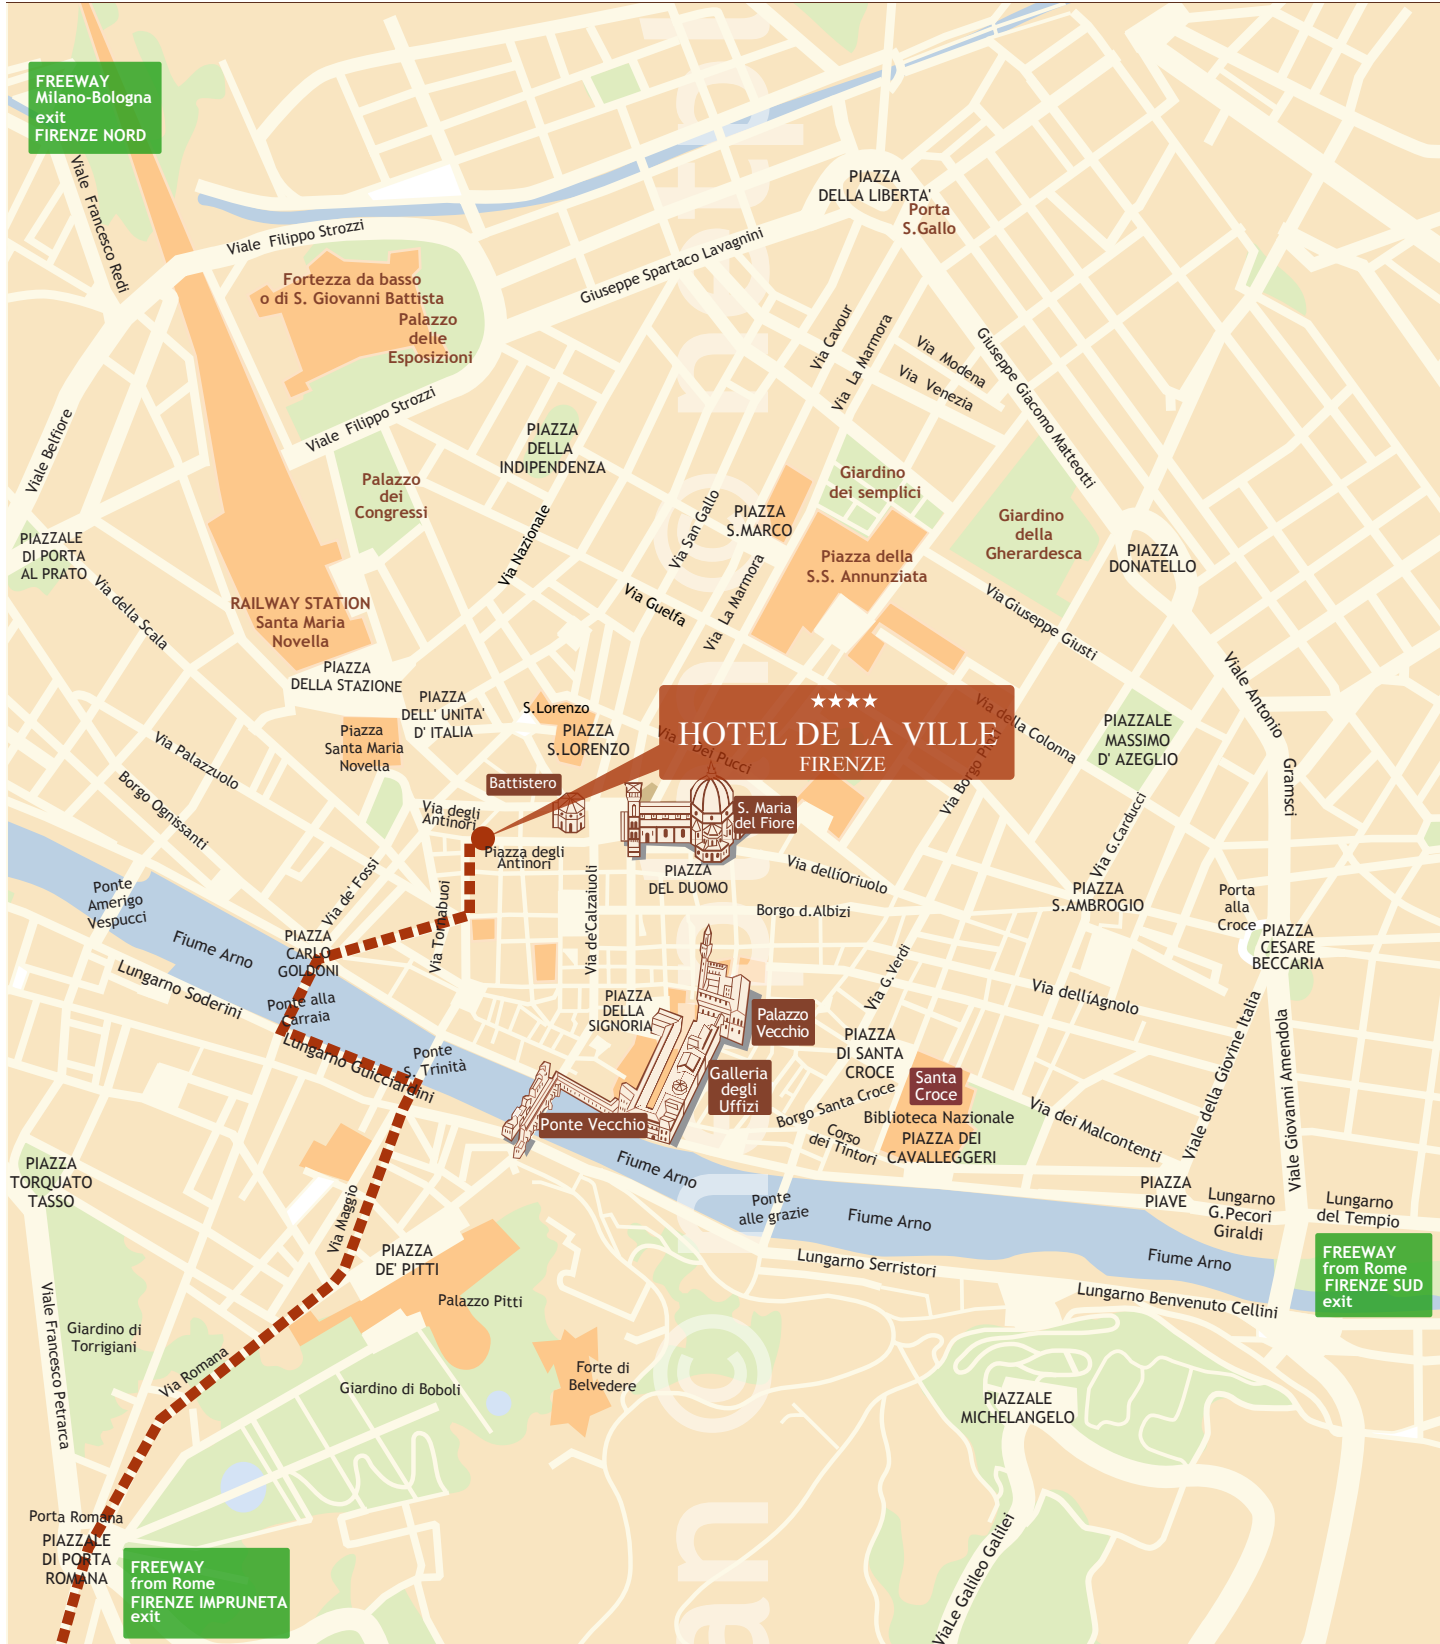 FREEWAY
Milano-Bologna
exit
FIRENZE NORD
Viale Francesco Redi
Viale Filippo Strozzi
Fortezza da basso
o di S. Giovanni Battista
Palazzo
delle
Esposizioni
Viale Filippo Strozzi
Giuseppe Spartaco Lavagnini
PIAZZA
DELLA LIBERTA'
Porta
S.Gallo
Via Cavour
Via La Marmora
Via Modena
Via Venezia
Giuseppe Giacomo Matteotti
Viale Belfiore
PIAZZA
DELLA
INDIPENDENZA
Palazzo
dei
Congressi
Via Nazionale
Via San Gallo
PIAZZA
S.MARCO
Giardino
dei semplici
Giardino
della
Gherardesca
PIAZZA
DONATELLO
Piazza della
S.S. Annunziata
PIAZZALE
DI PORTA
AL PRATO
Via della Scala
RAILWAY STATION
Santa Maria
Novella
Via Guelfa
Via La Marmora
Via Giuseppe Giusti
Viale Antonio
Gramsci
PIAZZA
DELLA STAZIONE
PIAZZA
DELL' UNITA'
D' ITALIA
S.Lorenzo
PIAZZA
S.LORENZO
Piazza
Santa Maria
Novella
HOTEL DE LA VILLE
FIRENZE
Via Dei Pucci
Via della Colonna
Via Borgo Pinti
PIAZZALE
MASSIMO
D' AZEGLIO
Via Palazzuolo
Borgo Ognissanti
Battistero
Via degli
Antinori
Piazza degli
Antinori
S. Maria
del Fiore
PIAZZA
DEL DUOMO
Via dellíOriuolo
Via G.Carducci
PIAZZA
S.AMBROGIO
Porta
alla
Croce
PIAZZA
CESARE
BECCARIA
Ponte
Amerigo
Vespucci
Fiume Arno
Via de' Fossi
Via Tornabuoi
Via de'Calzaiuoli
Borgo d.Albizi
PIAZZA
CARLO
GOLDONI
Lungarno Soderini
Ponte alla
Carraia
Lungarno Guicciardini
Ponte
S. Trinità
PIAZZA
DELLA
SIGNORIA
Palazzo
Vecchio
Galleria
degli
Uffizi
Ponte Vecchio
Via G.Verdi
Via dellíAgnolo
PIAZZA
DI SANTA
CROCE
Santa
Croce
Borgo Santa Croce
Biblioteca Nazionale
PIAZZA DEI
CAVALLEGGERI
Corso
dei Tintori
Via dei Malcontenti
Viale della Giovine Italia
Viale Giovanni Amendola
PIAZZA
PIAVE
Lungarno
G.Pecori
Giraldi
Lungarno
del Tempio
Fiume Arno
Ponte
alle grazie
Fiume Arno
Fiume Arno
Lungarno Serristori
Lungarno Benvenuto Cellini
FREEWAY
from Rome
FIRENZE SUD
exit
PIAZZA
TORQUATO
TASSO
Via Maggio
PIAZZA
DE' PITTI
Palazzo Pitti
Viale Francesco Petrarca
Giardino di
Torrigiani
Via Romana
Giardino di Boboli
Forte di
Belvedere
PIAZZALE
MICHELANGELO
Porta Romana
PIAZZALE
DI PORTA
ROMANA
FREEWAY
from Rome
FIRENZE IMPRUNETA
exit
ViaLe Galileo Galilei